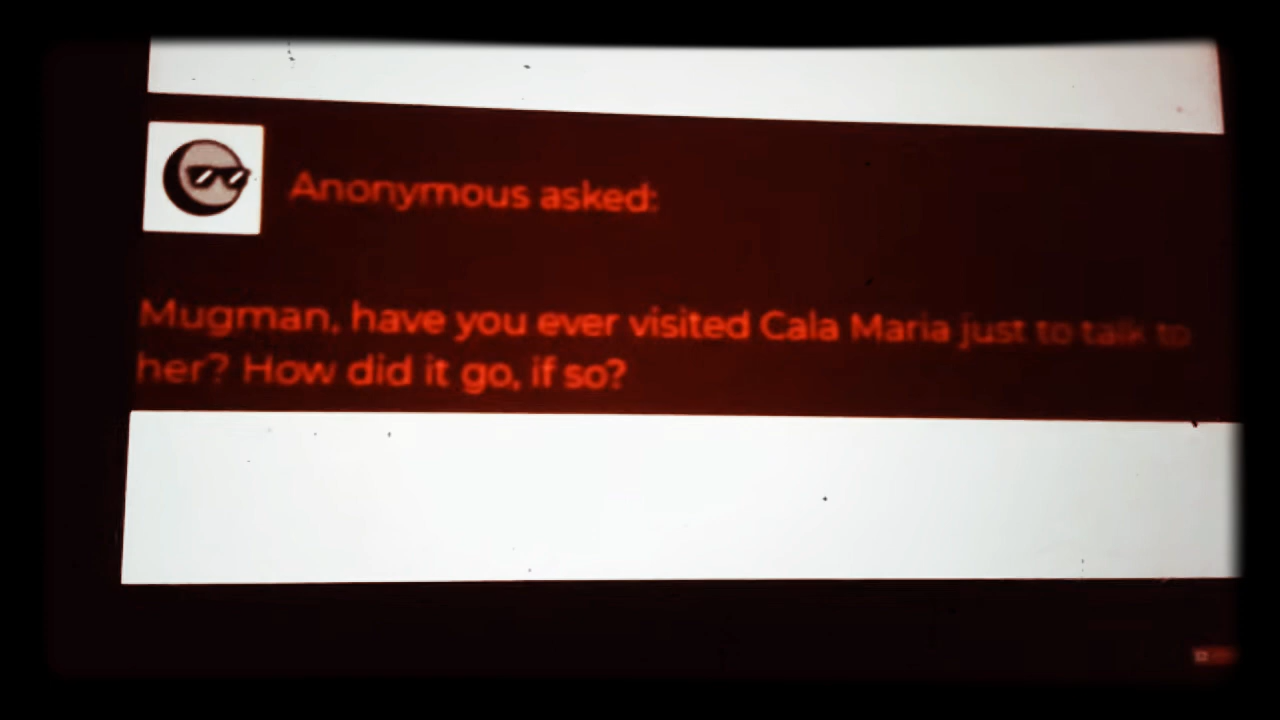 Anonymous asked:
Mugman, have you ever visited Cala Maria just to talk to
her? How did it go, if so?